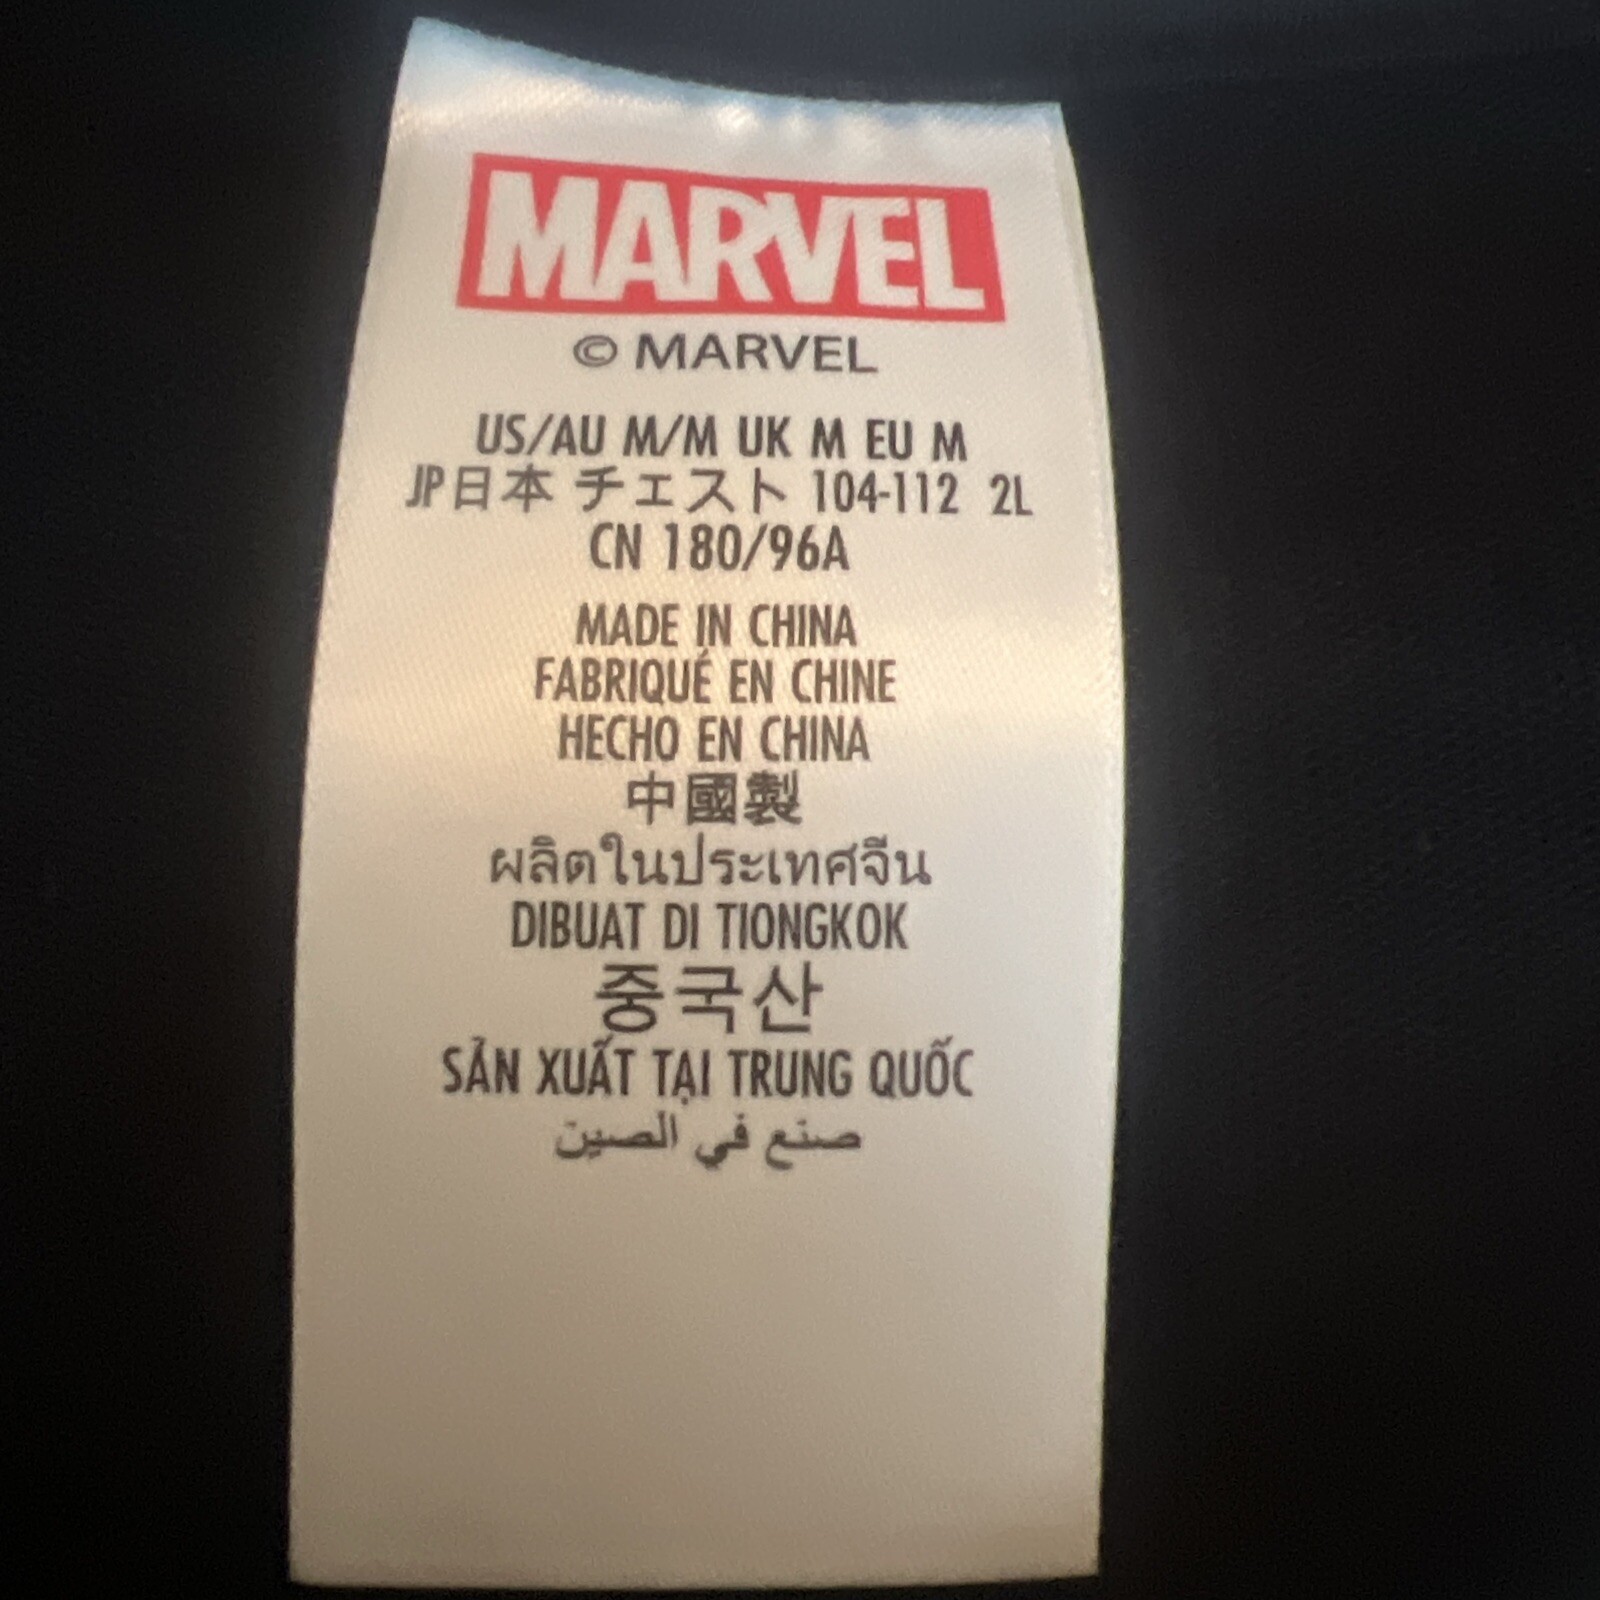 MARVEL
© MARVEL
US/AU M/M UK M EU M
JP日本 チェスト 104-112 2L
CN 180/96A
MADE IN CHINA
FABRIQUÉ EN CHINE
HECHO EN CHINA
中國製
ผลิตในประเทศจีน
DIBUAT DI TIONGKOK
중국산
SẢN XUẤT TẠI TRUNG QUỐC
صنع في الصين